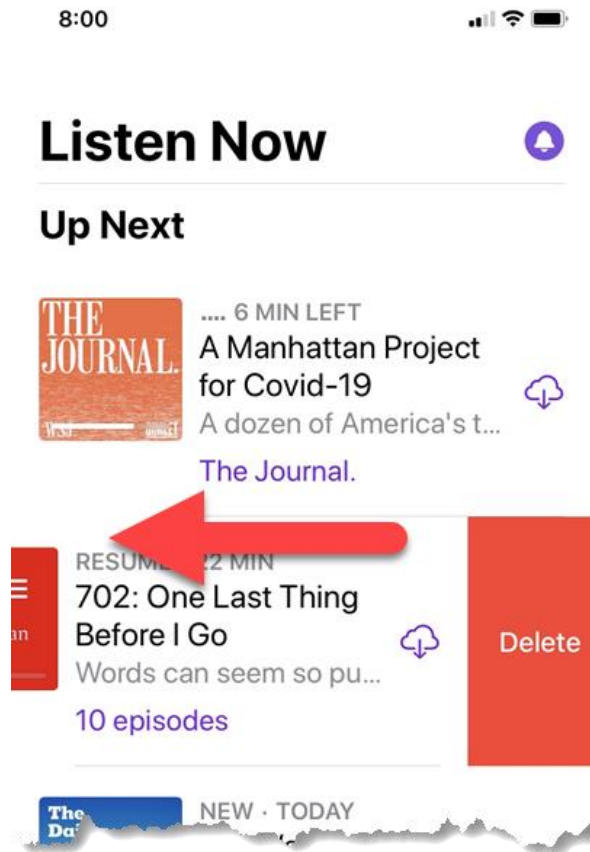 8:00
Listen Now
Up Next
THE
JOURNAL.
WSJ
.... 6 MIN LEFT
A Manhattan Project
for Covid-19
A dozen of America's t...
The Journal.
an
22 MIN
702: One Last Thing
Before I Go
Words can seem so pu...
10 episodes
Delete
The
NEW · TODAY